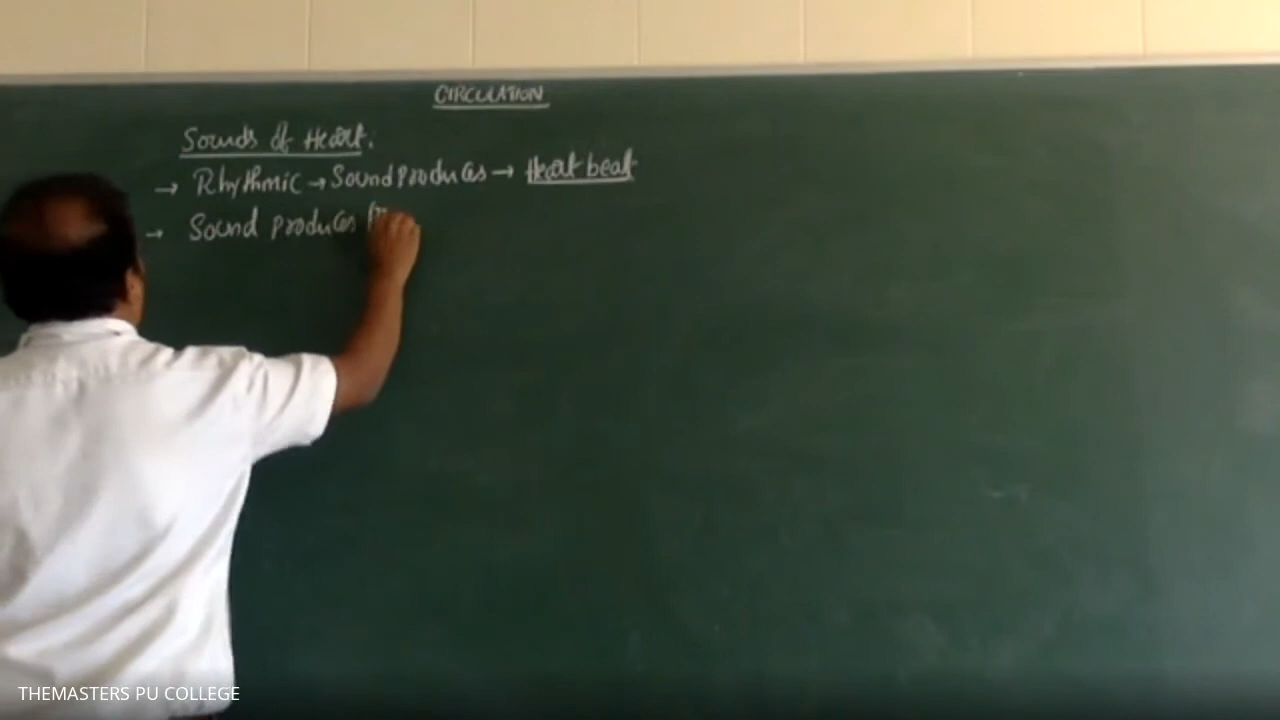 CIRCULATION
Sounds of Heart.
→ Rhythmic → Sound produces → Heart beat
→ Sound produces
THEMASTERS PU COLLEGE